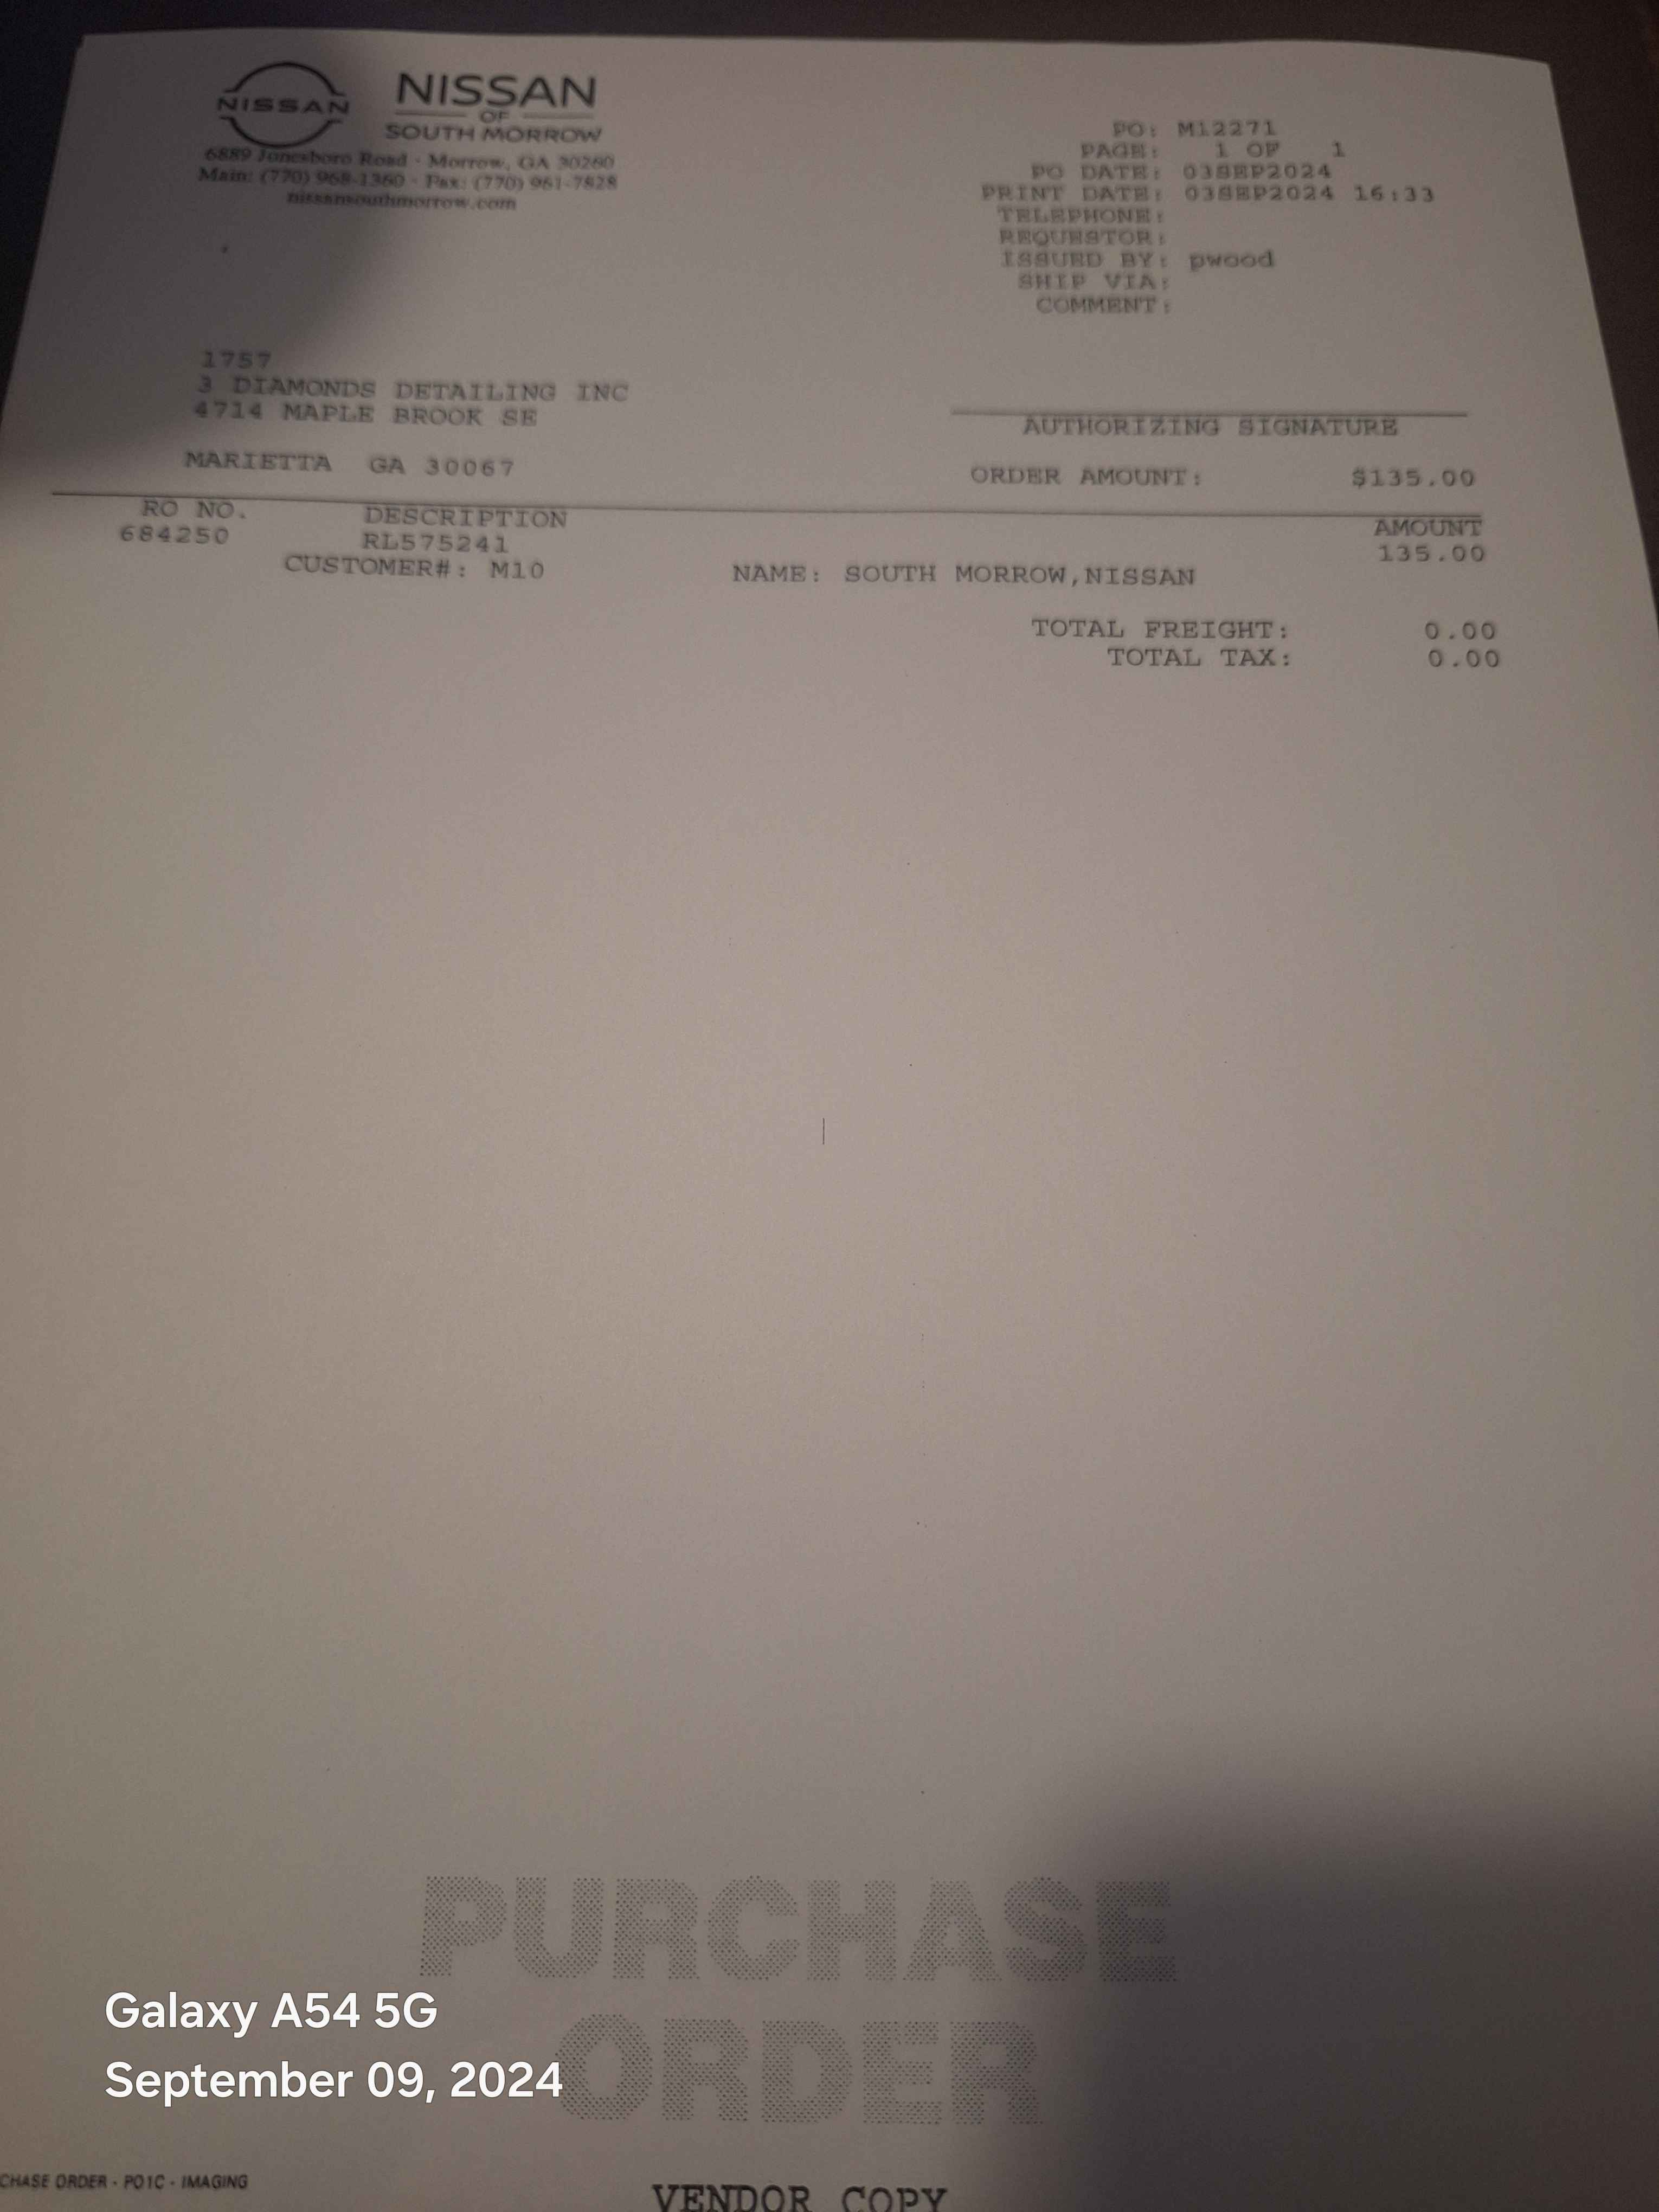 NISSAN
NISSAN
OF
SOUTH MORROW
6889 Jonesboro Road · Morrow, GA 30260
Main: (770) 968-1360 · Fax: (770) 961-7828
nissansouthmorrow.com
PO: M12271
PAGE: 1 OF 1
PO DATE: 03SEP2024
PRINT DATE: 03SEP2024 16:33
TELEPHONE:
REQUESTOR:
ISSUED BY: pwood
SHIP VIA:
COMMENT:
1757
3 DIAMONDS DETAILING INC
4714 MAPLE BROOK SE
MARIETTA GA 30067
AUTHORIZING SIGNATURE
ORDER AMOUNT: $135.00
RO NO. DESCRIPTION AMOUNT
684250 RL575241 135.00
CUSTOMER#: M10 NAME: SOUTH MORROW,NISSAN
TOTAL FREIGHT: 0.00
TOTAL TAX: 0.00
PURCHASE
ORDER
Galaxy A54 5G
September 09, 2024
CHASE ORDER - PO1C - IMAGING
VENDOR COPY